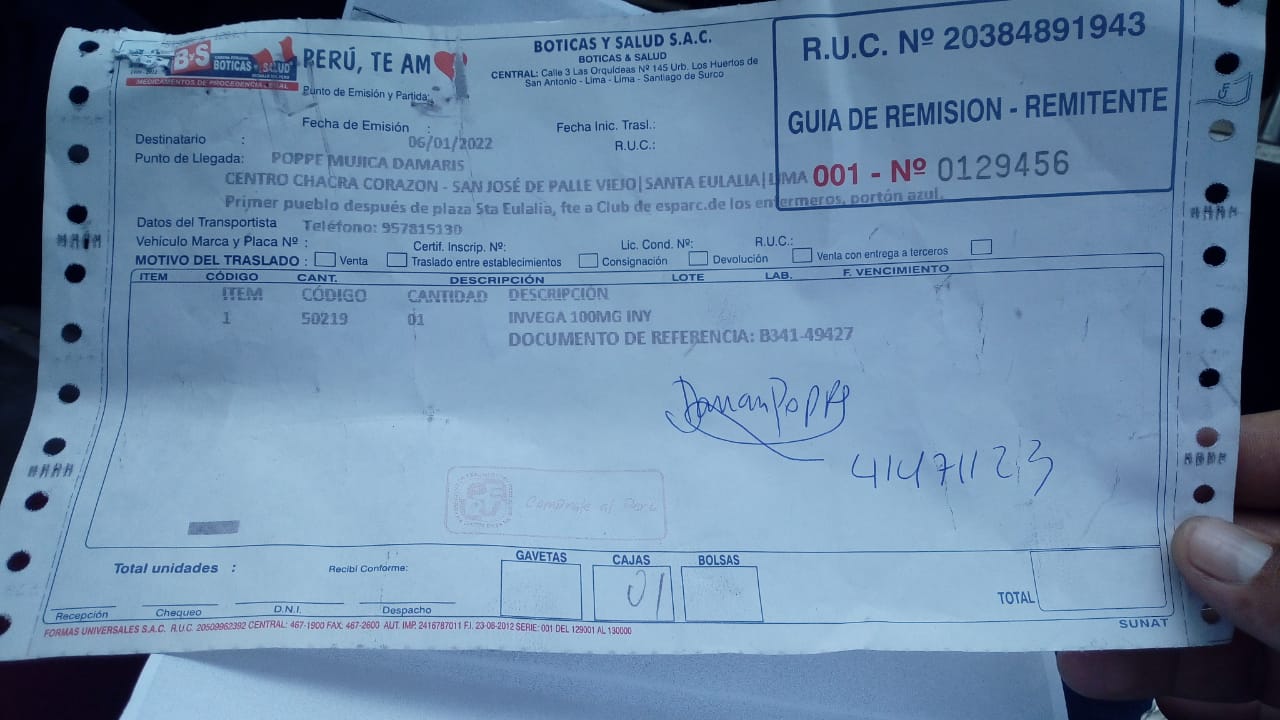 B&S BOTICAS Y SALUD
MEDICAMENTOS DE PROCEDENCIA LEGAL
PERÚ, TE AM
Punto de Emisión y Partida:
BOTICAS Y SALUD S.A.C.
BOTICAS & SALUD
CENTRAL: Calle 3 Las Orquídeas Nº 145 Urb. Los Huertos de
San Antonio - Lima - Lima - Santiago de Surco
R.U.C. Nº 20384891943
GUIA DE REMISION - REMITENTE
001 - Nº 0129456
Fecha de Emisión :
06/01/2022
Fecha Inic. Trasl.:
R.U.C.:
Destinatario :
Punto de Llegada: POPPE MUJICA DAMARIS
CENTRO CHACRA CORAZON - SAN JOSÉ DE PALLE VIEJO|SANTA EULALIA|LIMA
Primer pueblo después de plaza Sta Eulalia, fte a Club de esparc.de los enfermeros, portón azul.
Datos del Transportista Teléfono: 957815130
Vehículo Marca y Placa Nº : Certif. Inscrip. Nº: Lic. Cond. Nº: R.U.C.:
MOTIVO DEL TRASLADO : Venta Traslado entre establecimientos Consignación Devolución Venta con entrega a terceros
ITEM CÓDIGO CANT. DESCRIPCIÓN LOTE LAB. F. VENCIMIENTO
ITEM CÓDIGO CANTIDAD DESCRIPCIÓN
1 50219 01 INVEGA 100MG INY
DOCUMENTO DE REFERENCIA: B341-49427
41471123
Cómprale al Perú
Total unidades :
Recibí Conforme:
GAVETAS CAJAS BOLSAS
01
TOTAL
Recepción Chequeo D.N.I. Despacho
SUNAT
FORMAS UNIVERSALES S.A.C. R.U.C. 20509962392 CENTRAL: 467-1900 FAX. 467-2600 AUT. IMP. 2416787011 F.I. 23-08-2012 SERIE: 001 DEL 129001 AL 130000